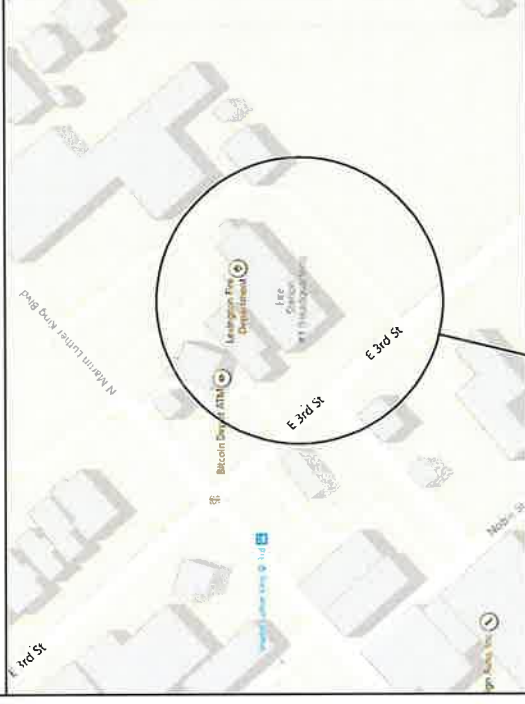 N Martin Luther King Blvd
Lexington Fire
Department
Fire
Station
Bitcoin Depot ATM
E 3rd St
E 3rd St
E 3rd St